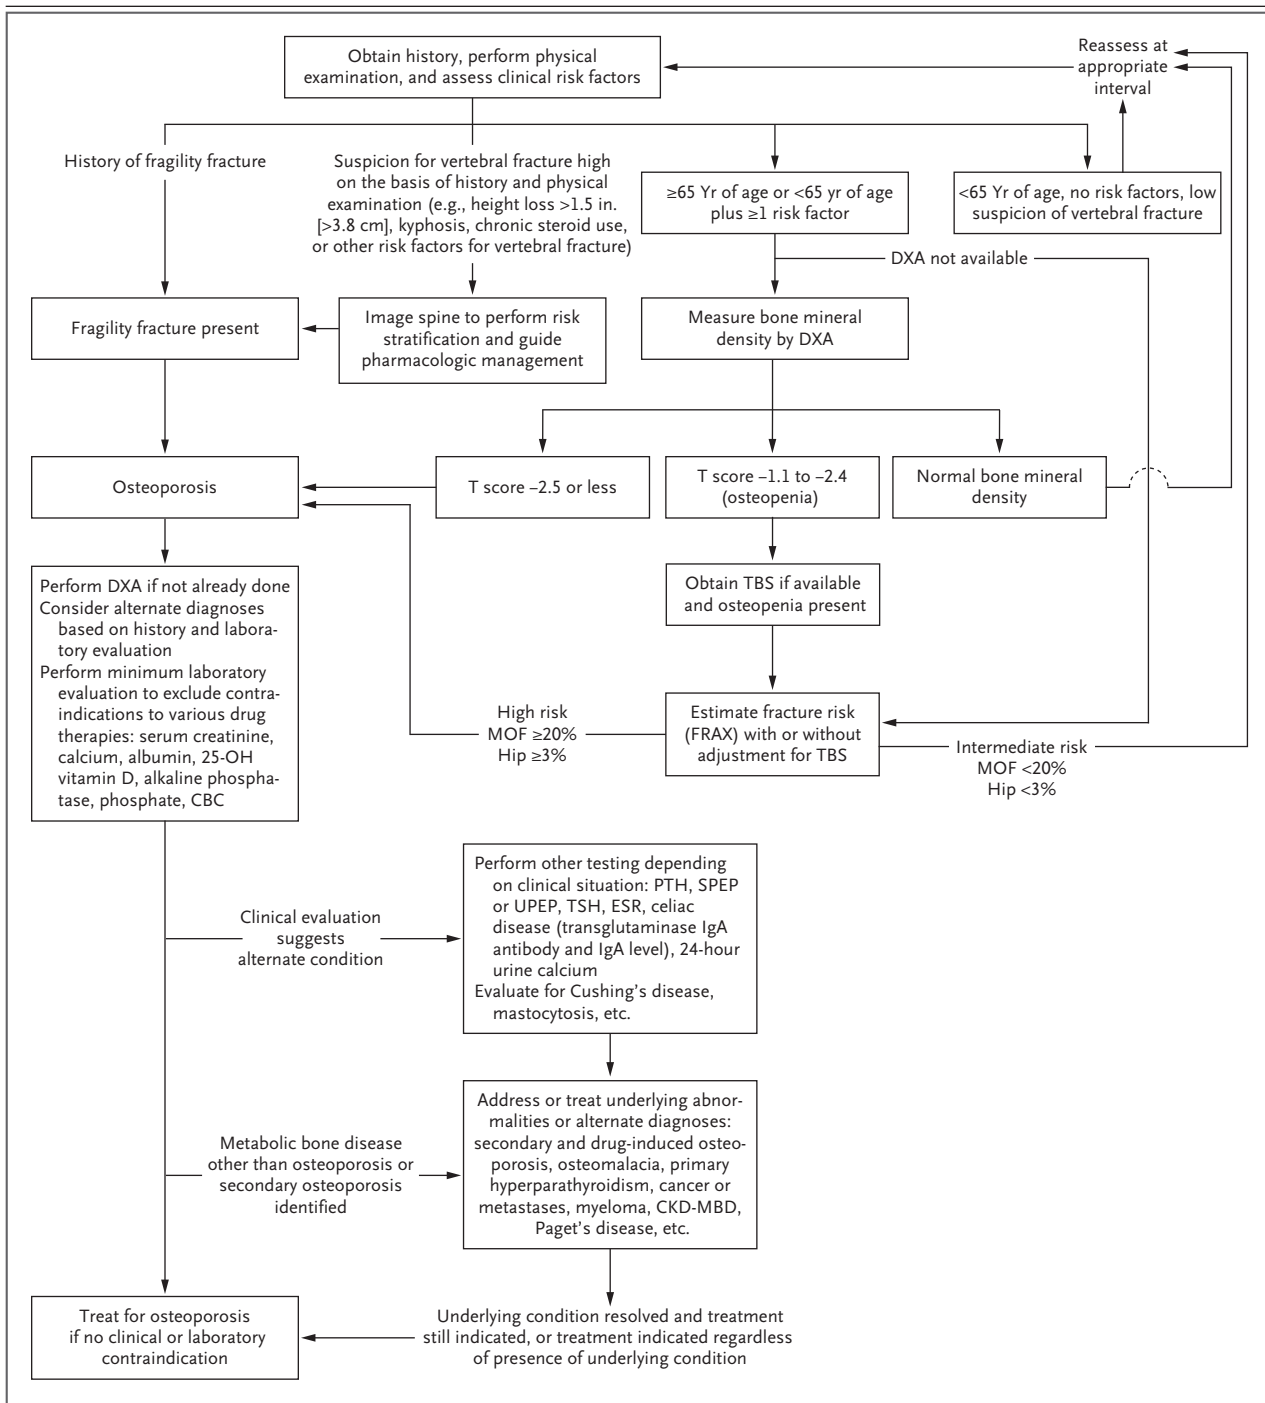 Obtain history, perform physical
examination, and assess clinical risk factors
Reassess at
appropriate
interval
History of fragility fracture
Suspicion for vertebral fracture high
on the basis of history and physical
examination (e.g., height loss >1.5 in.
[>3.8 cm], kyphosis, chronic steroid use,
or other risk factors for vertebral fracture)
≥65 Yr of age or <65 yr of age
plus ≥1 risk factor
<65 Yr of age, no risk factors, low
suspicion of vertebral fracture
DXA not available
Fragility fracture present
Image spine to perform risk
stratification and guide
pharmacologic management
Measure bone mineral
density by DXA
Osteoporosis
T score –2.5 or less
T score –1.1 to –2.4
(osteopenia)
Normal bone mineral
density
Perform DXA if not already done
Consider alternate diagnoses
based on history and labora-
tory evaluation
Perform minimum laboratory
evaluation to exclude contra-
indications to various drug
therapies: serum creatinine,
calcium, albumin, 25-OH
vitamin D, alkaline phospha-
tase, phosphate, CBC
Obtain TBS if available
and osteopenia present
High risk
MOF ≥20%
Hip ≥3%
Estimate fracture risk
(FRAX) with or without
adjustment for TBS
Intermediate risk
MOF <20%
Hip <3%
Clinical evaluation
suggests
alternate condition
Perform other testing depending
on clinical situation: PTH, SPEP
or UPEP, TSH, ESR, celiac
disease (transglutaminase IgA
antibody and IgA level), 24-hour
urine calcium
Evaluate for Cushing's disease,
mastocytosis, etc.
Metabolic bone disease
other than osteoporosis or
secondary osteoporosis
identified
Address or treat underlying abnor-
malities or alternate diagnoses:
secondary and drug-induced osteo-
porosis, osteomalacia, primary
hyperparathyroidism, cancer or
metastases, myeloma, CKD-MBD,
Paget's disease, etc.
Treat for osteoporosis
if no clinical or laboratory
contraindication
Underlying condition resolved and treatment
still indicated, or treatment indicated regardless
of presence of underlying condition